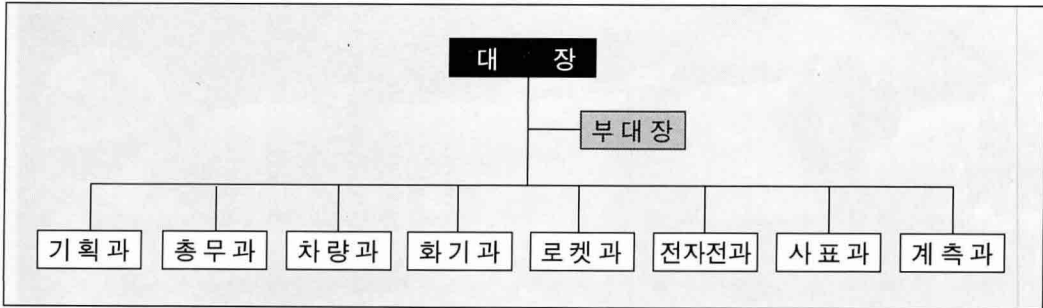 대 장
부 대 장
기 획 과 총 무 과 차 량 과 화 기 과 로 켓 과 전자전과 사 표 과 계 측 과